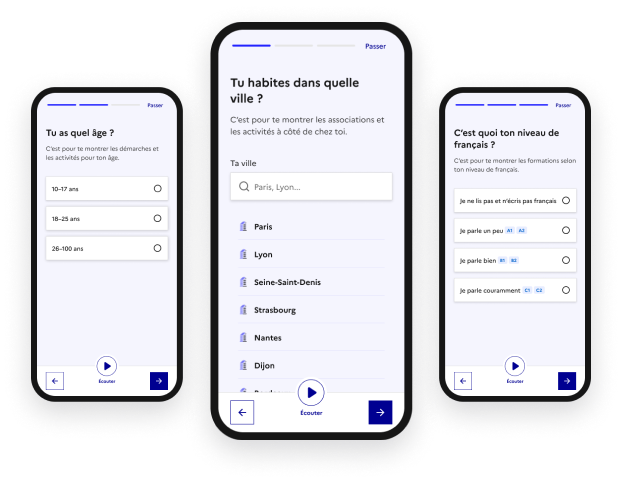 Passer
Tu as quel âge ?
C'est pour te montrer les démarches et
les activités pour ton âge.
10-17 ans
18-25 ans
26-100 ans
Écouter
Passer
Tu habites dans quelle
ville ?
C'est pour te montrer les associations et
les activités à côté de chez toi.
Ta ville
Paris, Lyon...
Paris
Lyon
Seine-Saint-Denis
Strasbourg
Nantes
Dijon
Écouter
Passer
C'est quoi ton niveau de
français ?
C'est pour te montrer les formations selon
ton niveau de français.
Je ne lis pas et n'écris pas français
Je parle un peu A1 A2
Je parle bien B1 B2
Je parle couramment C1 C2
Écouter